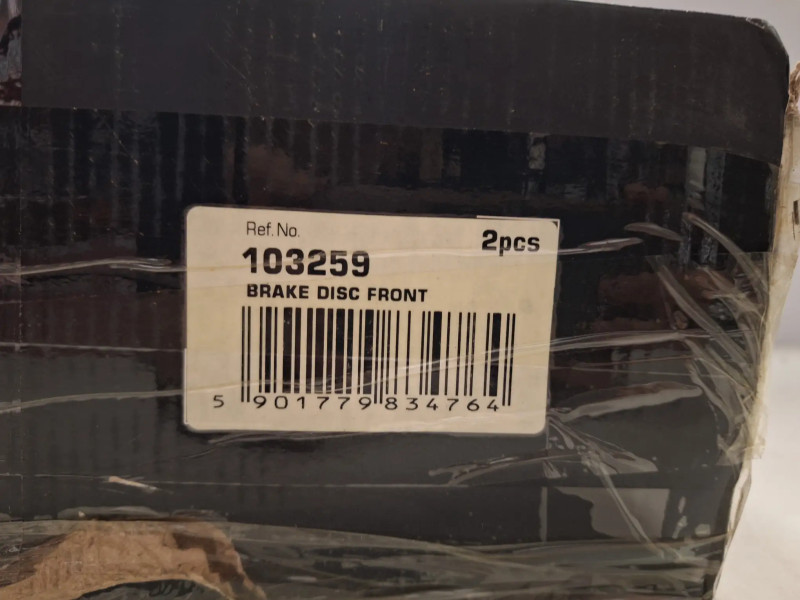 Ref. No.
103259
2pcs
BRAKE DISC FRONT
5 901779 834764